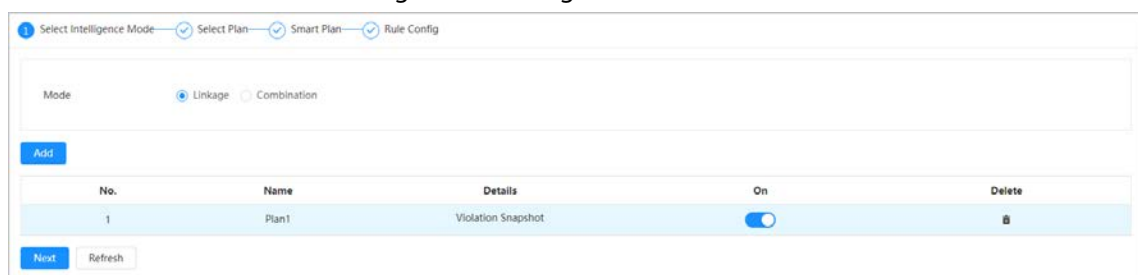 1 Select Intelligence Mode Select Plan Smart Plan Rule Config
Mode Linkage Combination
Add
No. Name Details On Delete
1 Plan1 Violation Snapshot
Next Refresh